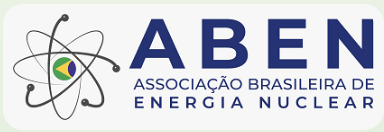 ABEN
ASSOCIAÇÃO BRASILEIRA DE
ENERGIA NUCLEAR